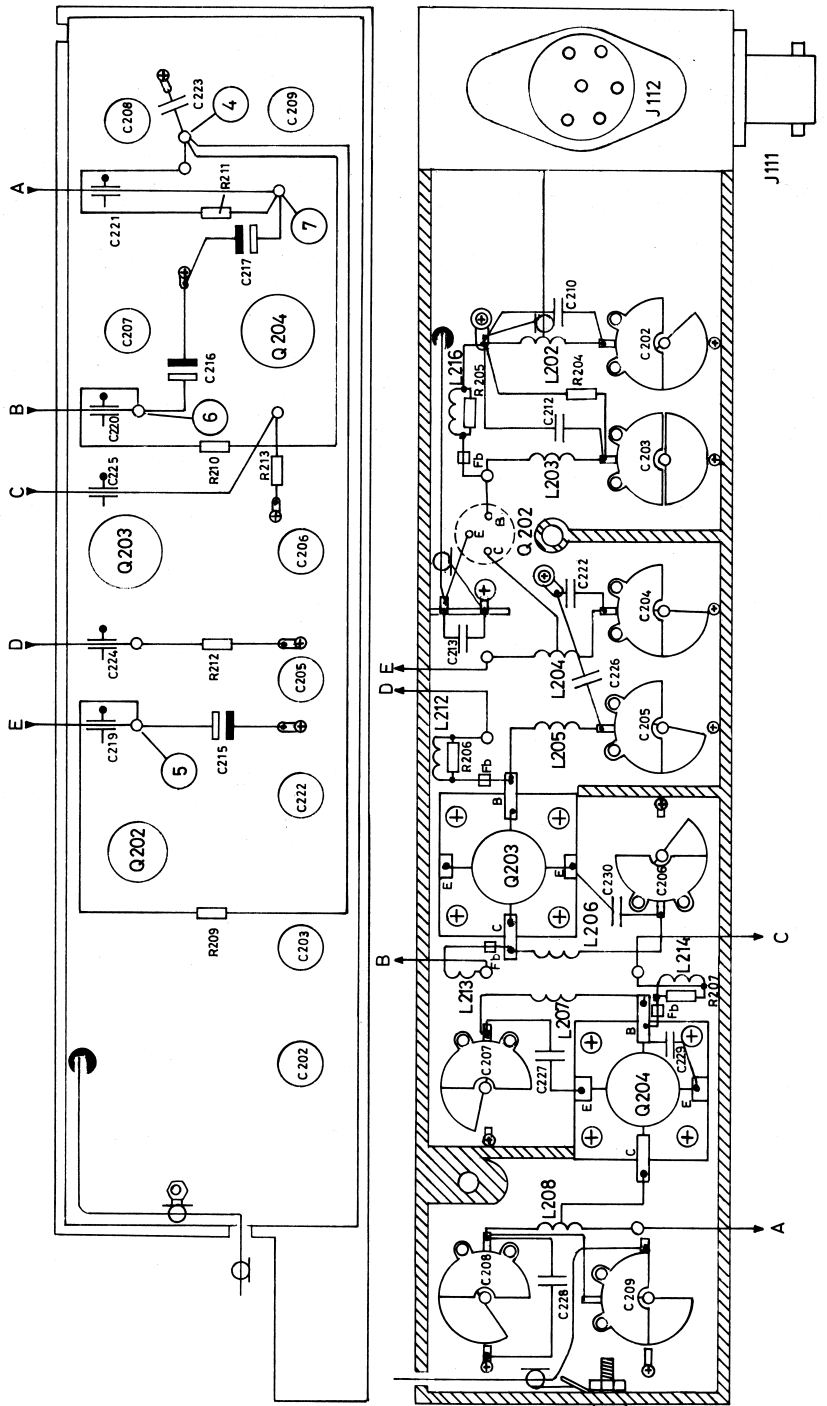 A
B
C
D
E
C208
C223
4
C209
C221
R211
7
C217
C207
Q204
C216
C220
6
C225
R210
R213
Q203
C206
C224
R212
C205
C219
5
C215
C222
Q202
R209
C203
C202
J112
J111
C210
L216
R205
L202
C202
R204
C212
Fb
L203
C203
B
E
C
Q202
C222
C213
C204
E
L204
C226
D
L212
R206
Fb
L205
C205
B
E
Q203
E
C230
C206
C
L206
B
Fb
L213
L214
C
R207
L207
Fb
B
C207
C227
C229
E
Q204
E
C
L208
A
C208
C228
C209